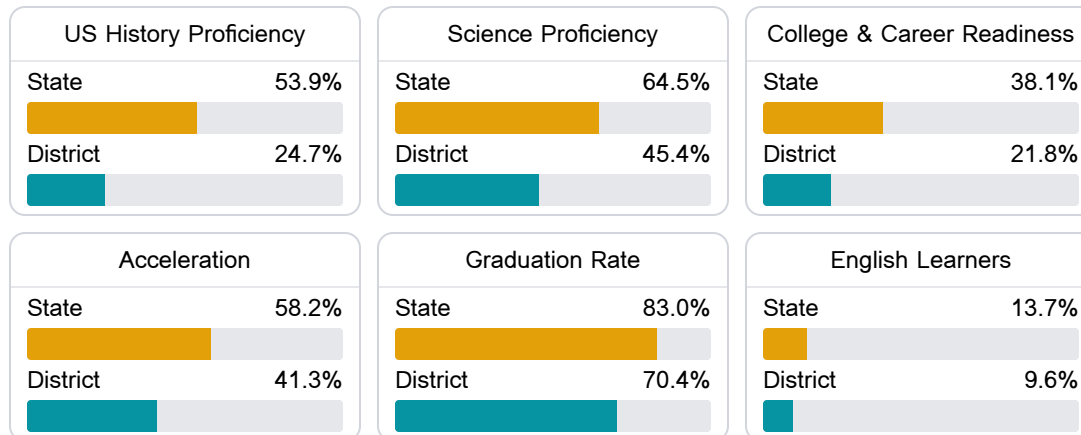 US History Proficiency
State 53.9%
District 24.7%
Science Proficiency
State 64.5%
District 45.4%
College & Career Readiness
State 38.1%
District 21.8%
Acceleration
State 58.2%
District 41.3%
Graduation Rate
State 83.0%
District 70.4%
English Learners
State 13.7%
District 9.6%